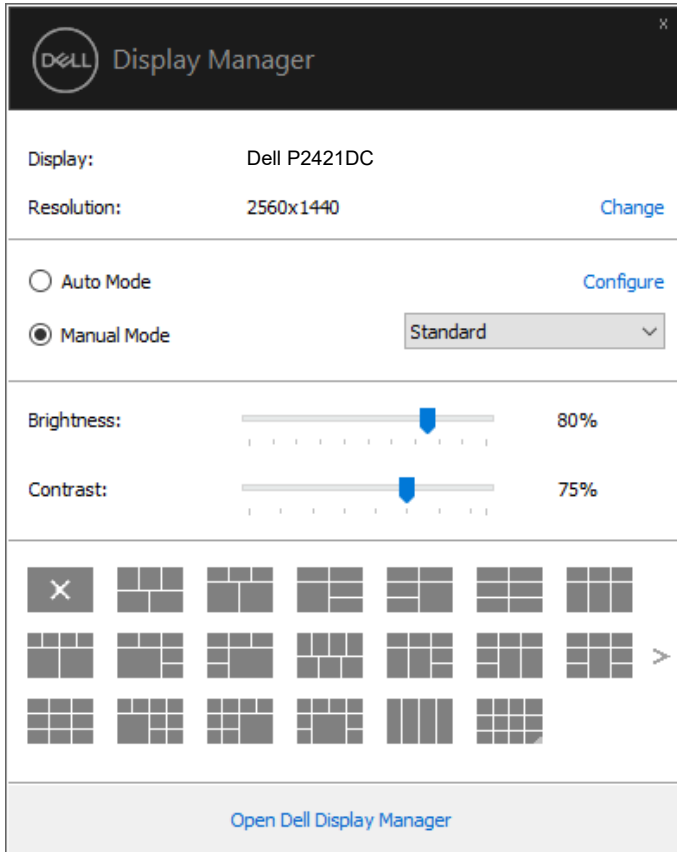 x
DELL Display Manager
Display: Dell P2421DC
Resolution: 2560x1440 Change
Auto Mode Configure
Manual Mode Standard
Brightness: 80%
Contrast: 75%
Open Dell Display Manager